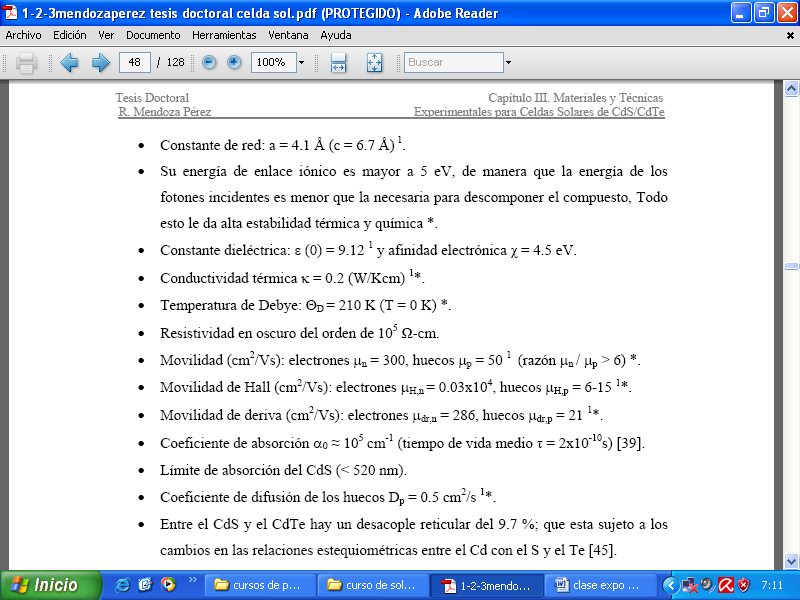 1-2-3mendozaperez tesis doctoral celda sol.pdf (PROTEGIDO) - Adobe Reader
Archivo Edición Ver Documento Herramientas Ventana Ayuda
48 / 128 100% Buscar
Tesis Doctoral Capítulo III. Materiales y Técnicas
R. Mendoza Pérez Experimentales para Celdas Solares de CdS/CdTe
• Constante de red: a = 4.1 Å (c = 6.7 Å) ¹.
• Su energía de enlace iónico es mayor a 5 eV, de manera que la energía de los
fotones incidentes es menor que la necesaria para descomponer el compuesto, Todo
esto le da alta estabilidad térmica y química *.
• Constante dieléctrica: ε (0) = 9.12 ¹ y afinidad electrónica χ = 4.5 eV.
• Conductividad térmica κ = 0.2 (W/Kcm) ¹*.
• Temperatura de Debye: Θ_D = 210 K (T = 0 K) *.
• Resistividad en oscuro del orden de 10⁵ Ω-cm.
• Movilidad (cm²/Vs): electrones μₙ = 300, huecos μₚ = 50 ¹ (razón μₙ / μₚ > 6) *.
• Movilidad de Hall (cm²/Vs): electrones μ_H,n = 0.03x10⁴, huecos μ_H,p = 6-15 ¹*.
• Movilidad de deriva (cm²/Vs): electrones μ_dr,n = 286, huecos μ_dr,p = 21 ¹*.
• Coeficiente de absorción α₀ ≈ 10⁵ cm⁻¹ (tiempo de vida medio τ = 2x10⁻¹⁰s) [39].
• Límite de absorción del CdS (< 520 nm).
• Coeficiente de difusión de los huecos Dₚ = 0.5 cm²/s ¹*.
• Entre el CdS y el CdTe hay un desacople reticular del 9.7 %; que esta sujeto a los
cambios en las relaciones estequiométricas entre el Cd con el S y el Te [45].
Inicio » cursos de p... curso de sol... 1-2-3mendo... clase expo ... 7:11